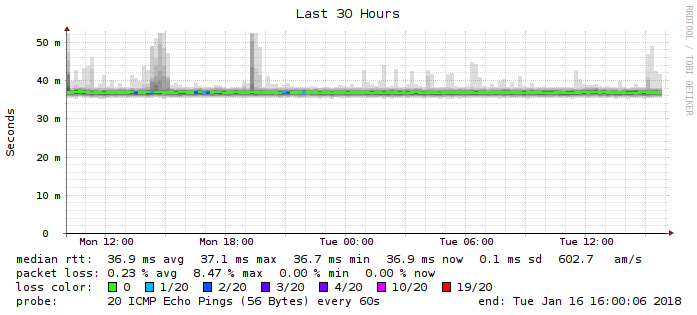 Last 30 Hours
RRDTOOL / TOBI OETIKER
Seconds
50 m
40 m
30 m
20 m
10 m
0
Mon 12:00 Mon 18:00 Tue 00:00 Tue 06:00 Tue 12:00
median rtt: 36.9 ms avg 37.1 ms max 36.7 ms min 36.9 ms now 0.1 ms sd 602.7 am/s
packet loss: 0.23 % avg 8.47 % max 0.00 % min 0.00 % now
loss color: 0 1/20 2/20 3/20 4/20 10/20 19/20
probe: 20 ICMP Echo Pings (56 Bytes) every 60s end: Tue Jan 16 16:00:06 2018